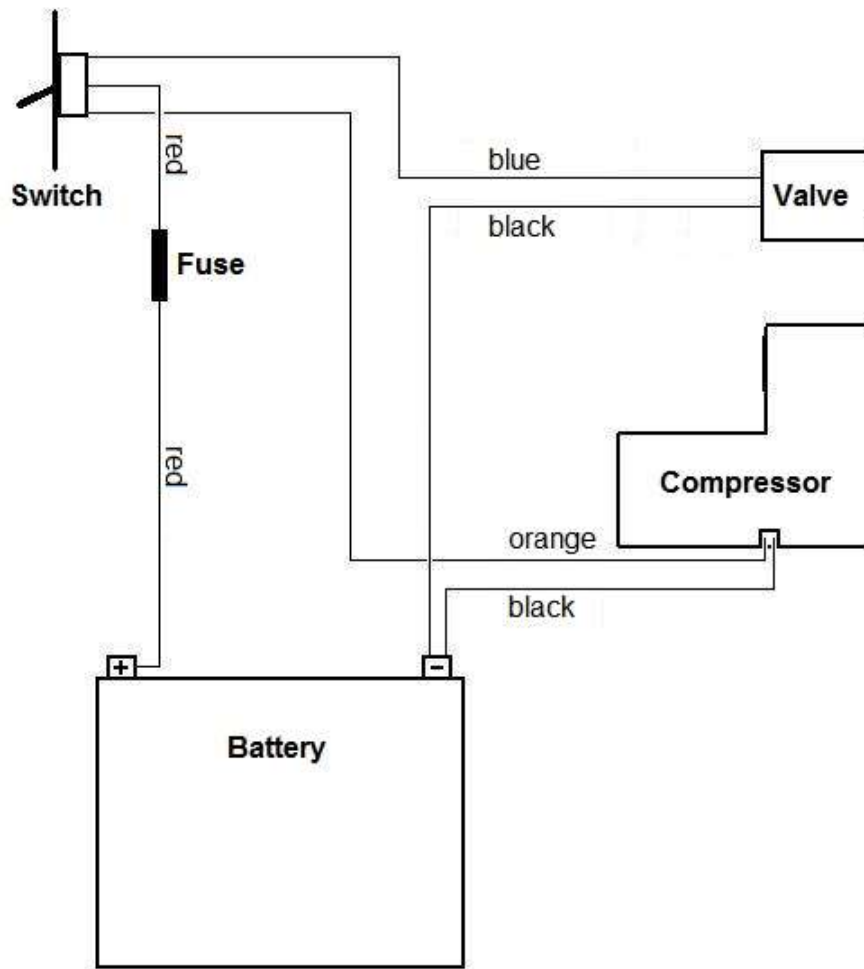 red
Switch
Fuse
red
blue
black
Valve
Compressor
orange
black
+
−
Battery